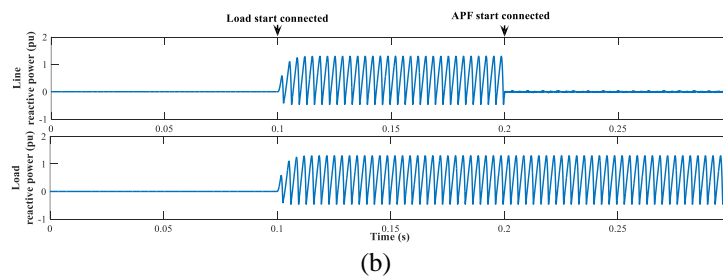 Load start connected APF start connected
Line
reactive power (pu)
2
1
0
-1
0 0.05 0.1 0.15 0.2 0.25
Load
reactive power (pu)
2
1
0
-1
0 0.05 0.1 0.15 0.2 0.25
Time (s)
(b)